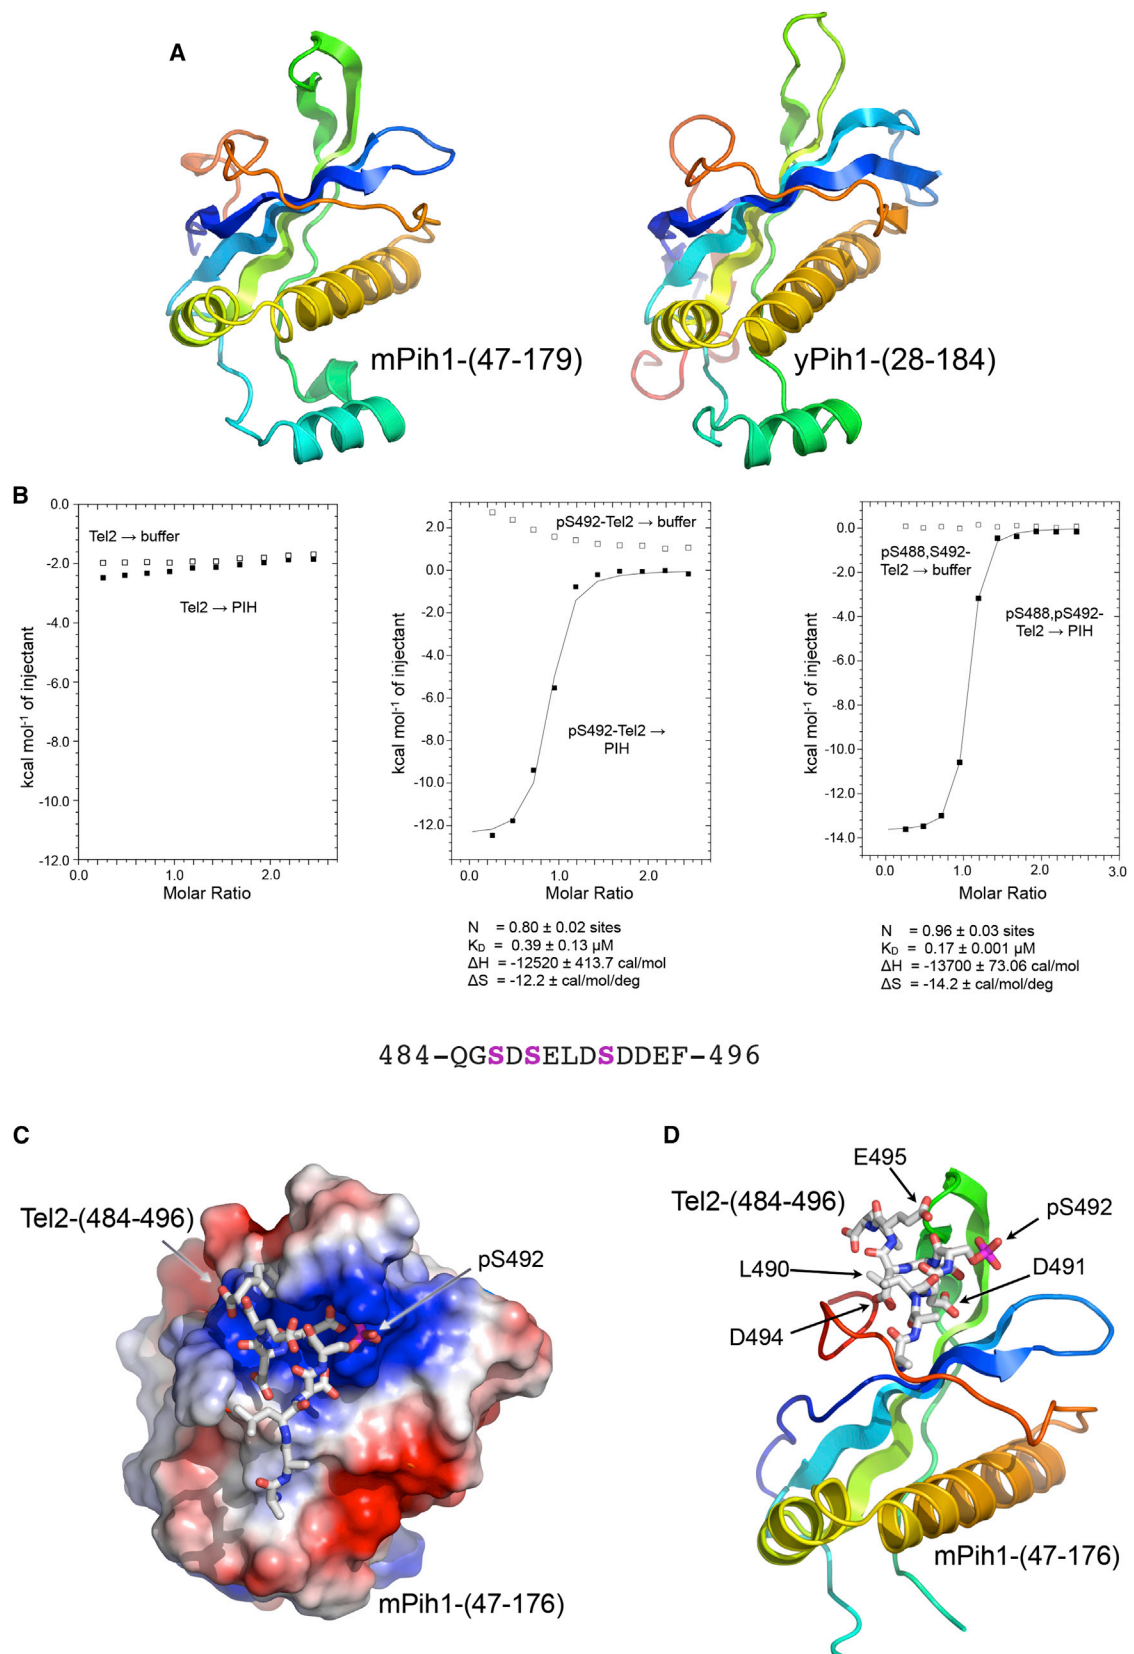 A
mPih1-(47-179)
yPih1-(28-184)
B
0.0
-2.0
-4.0
-6.0
-8.0
-10.0
-12.0
kcal mol-1 of injectant
Tel2 → buffer
Tel2 → PIH
0.0
1.0
2.0
Molar Ratio
2.0
0.0
-2.0
-4.0
-6.0
-8.0
-10.0
-12.0
kcal mol-1 of injectant
pS492-Tel2 → buffer
pS492-Tel2 →
PIH
0.0
1.0
2.0
Molar Ratio
N = 0.80 ± 0.02 sites
KD = 0.39 ± 0.13 µM
ΔH = -12520 ± 413.7 cal/mol
ΔS = -12.2 ± cal/mol/deg
0.0
-2.0
-4.0
-6.0
-8.0
-10.0
-12.0
-14.0
kcal mol-1 of injectant
pS488,S492-
Tel2 → buffer
pS488,pS492-
Tel2 → PIH
0.0
1.0
2.0
3.0
Molar Ratio
N = 0.96 ± 0.03 sites
KD = 0.17 ± 0.001 µM
ΔH = -13700 ± 73.06 cal/mol
ΔS = -14.2 ± cal/mol/deg
484-QGSDSELDSDDEF-496
C
Tel2-(484-496)
pS492
mPih1-(47-176)
D
E495
Tel2-(484-496)
pS492
L490
D491
D494
mPih1-(47-176)